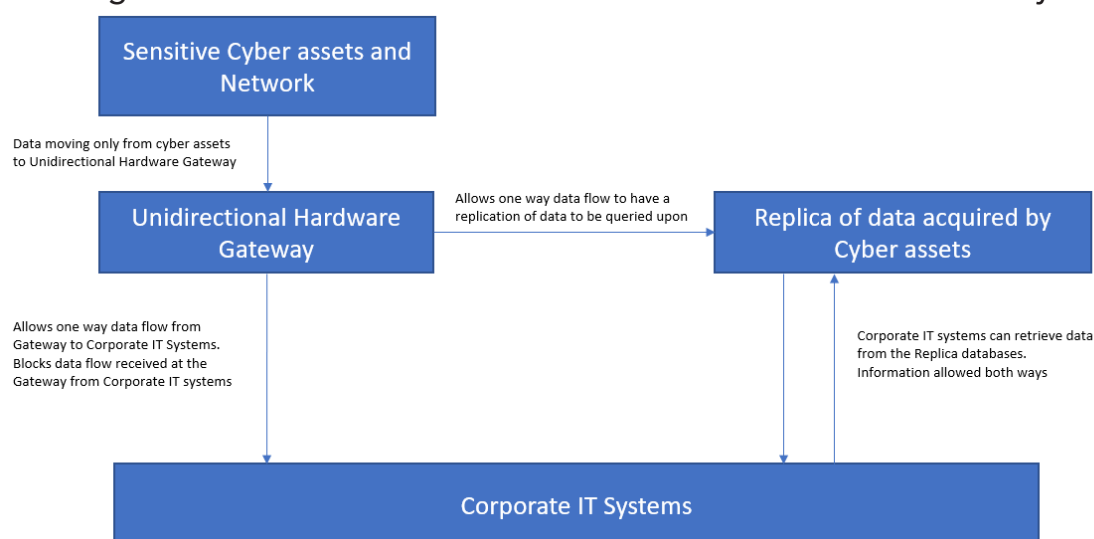 Sensitive Cyber assets and
Network
Data moving only from cyber assets
to Unidirectional Hardware Gateway
Unidirectional Hardware
Gateway
Allows one way data flow to have a
replication of data to be queried upon
Replica of data acquired by
Cyber assets
Allows one way data flow from
Gateway to Corporate IT Systems.
Blocks data flow received at the
Gateway from Corporate IT systems
Corporate IT systems can retrieve data
from the Replica databases.
Information allowed both ways
Corporate IT Systems